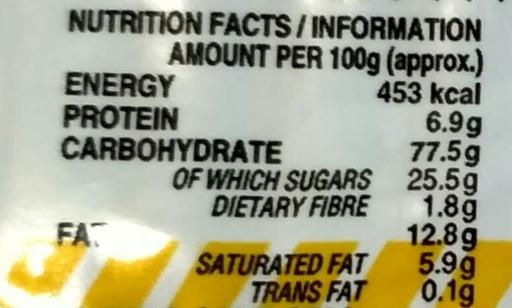 NUTRITION FACTS / INFORMATION
AMOUNT PER 100g (approx.)
ENERGY 453 kcal
PROTEIN 6.9g
CARBOHYDRATE 77.5g
OF WHICH SUGARS 25.5g
DIETARY FIBRE 1.8g
FAT 12.8g
SATURATED FAT 5.9g
TRANS FAT 0.1g